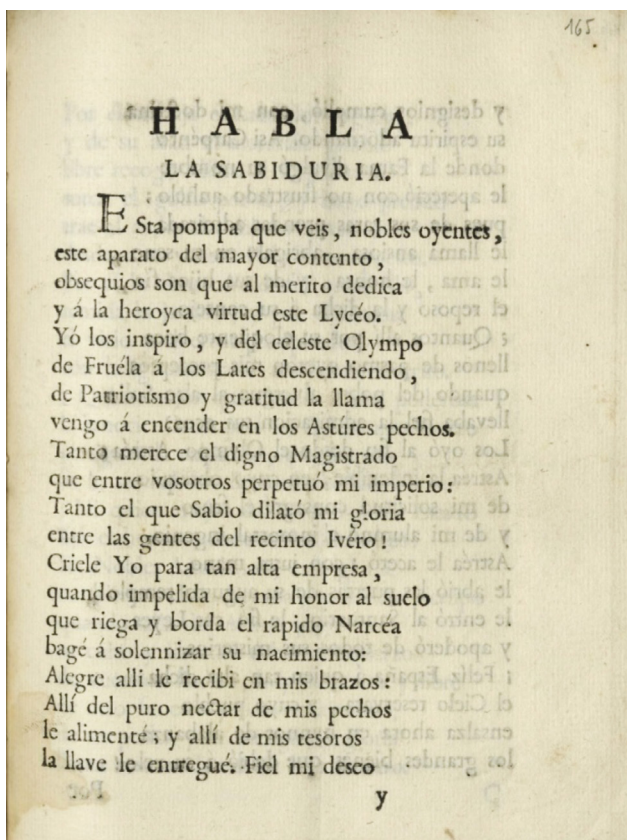 165
HABLA
LA SABIDURIA.
ESta pompa que veis, nobles oyentes,
este aparato del mayor contento,
obsequios son que al merito dedica
y á la heroyca virtud este Lycéo.
Yó los inspiro, y del celeste Olympo
de Fruéla á los Lares descendiendo,
de Patriotismo y gratitud la llama
vengo á encender en los Astúres pechos.
Tanto merece el digno Magistrado
que entre vosotros perpetuó mi imperio:
Tanto el que Sabio dilató mi gloria
entre las gentes del recinto Ivéro!
Criele Yo para tan alta empresa,
quando impelida de mi honor al suelo
que riega y borda el rapido Narcéa
bagé á solennizar su nacimiento:
Alegre alli le recibi en mis brazos:
Allí del puro nectar de mis pechos
le alimenté; y allí de mis tesoros
la llave le entregué. Fiel mi deseo
y